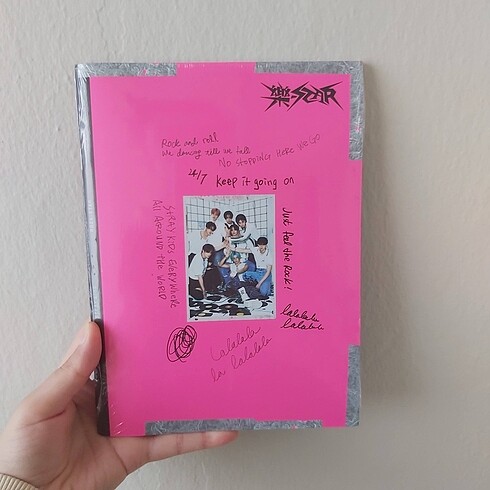 樂-STAR
Rock and roll
We dancing till we fall
No stopping here we go
24/7 Keep it going on
STRAY KIDS EVERYWHERE
All AROUND THE WORLD
Just feel the Rock!
lalalala
lalalala
Lalalala
la lalalala